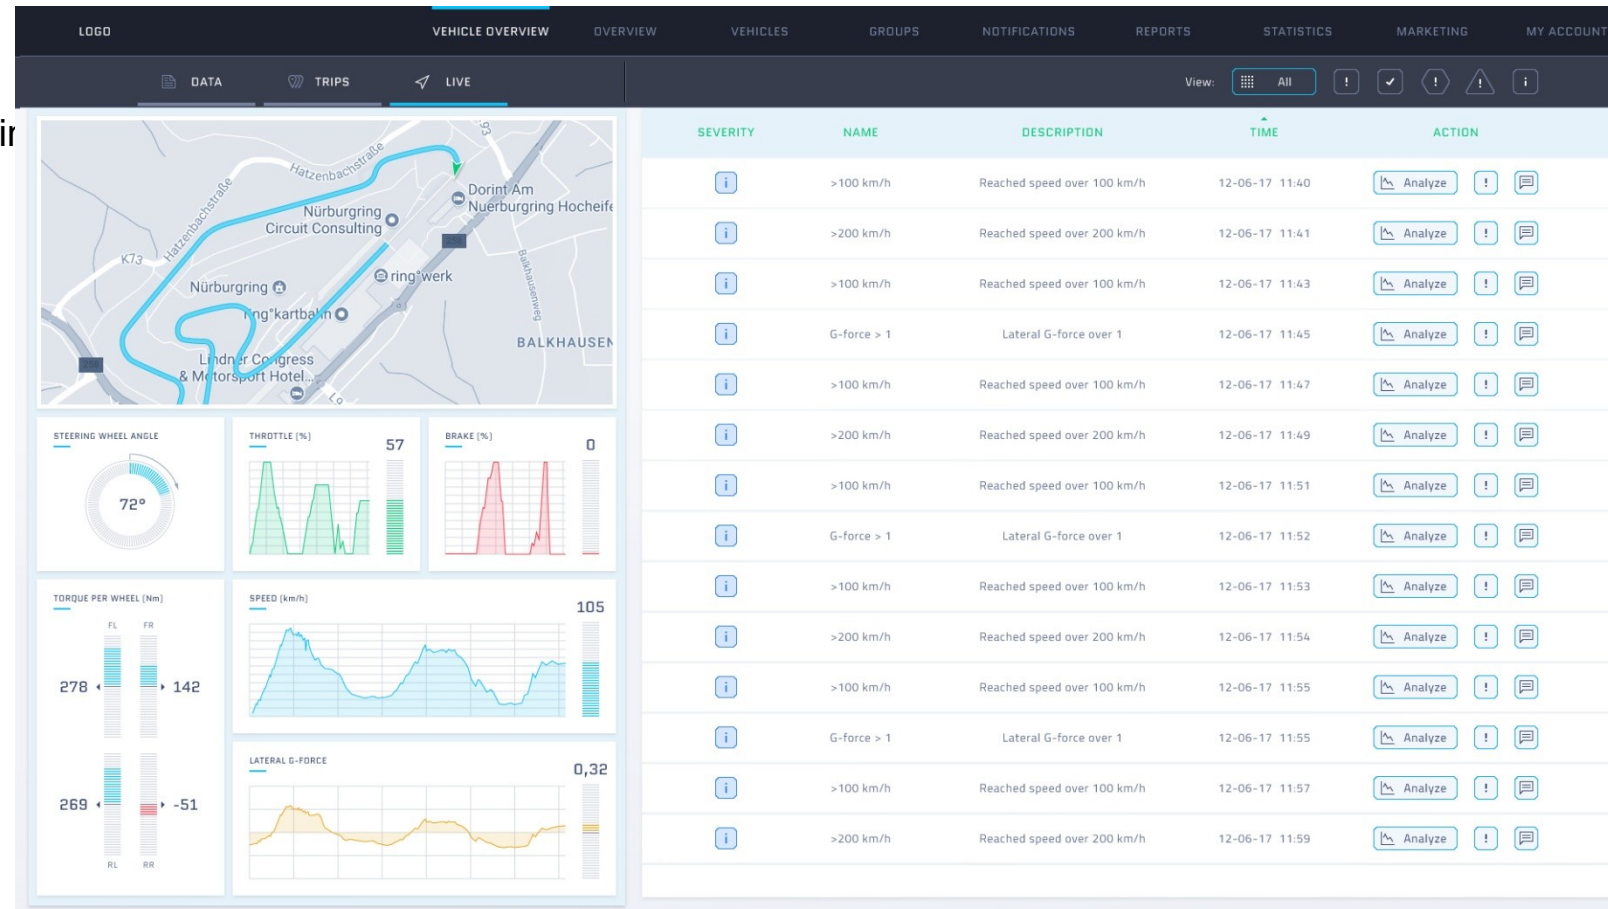 LOGO VEHICLE OVERVIEW OVERVIEW VEHICLES GROUPS NOTIFICATIONS REPORTS STATISTICS MARKETING MY ACCOUNT
DATA TRIPS LIVE View: All ! ! ! i
Hatzenbachstraße
Hatzenbachstraße
93
Dorint Am
Nuerburgring Hocheife
Nürburgring
Circuit Consulting
258
K73
ring°werk
Balkhausenweg
Nürburgring
ring°kartbahn
BALKHAUSEN
258
Lindner Congress
& Motorsport Hotel...
STEERING WHEEL ANGLE
72°
THROTTLE [%]
57
BRAKE [%]
0
TORQUE PER WHEEL [Nm]
FL FR
278 142
269 -51
RL RR
SPEED [km/h]
105
LATERAL G-FORCE
0,32
SEVERITY NAME DESCRIPTION TIME ACTION
i >100 km/h Reached speed over 100 km/h 12-06-17 11:40 Analyze !
i >200 km/h Reached speed over 200 km/h 12-06-17 11:41 Analyze !
i >100 km/h Reached speed over 100 km/h 12-06-17 11:43 Analyze !
i G-force > 1 Lateral G-force over 1 12-06-17 11:45 Analyze !
i >100 km/h Reached speed over 100 km/h 12-06-17 11:47 Analyze !
i >200 km/h Reached speed over 200 km/h 12-06-17 11:49 Analyze !
i >100 km/h Reached speed over 100 km/h 12-06-17 11:51 Analyze !
i G-force > 1 Lateral G-force over 1 12-06-17 11:52 Analyze !
i >100 km/h Reached speed over 100 km/h 12-06-17 11:53 Analyze !
i >200 km/h Reached speed over 200 km/h 12-06-17 11:54 Analyze !
i >100 km/h Reached speed over 100 km/h 12-06-17 11:55 Analyze !
i G-force > 1 Lateral G-force over 1 12-06-17 11:55 Analyze !
i >100 km/h Reached speed over 100 km/h 12-06-17 11:57 Analyze !
i >200 km/h Reached speed over 200 km/h 12-06-17 11:59 Analyze !